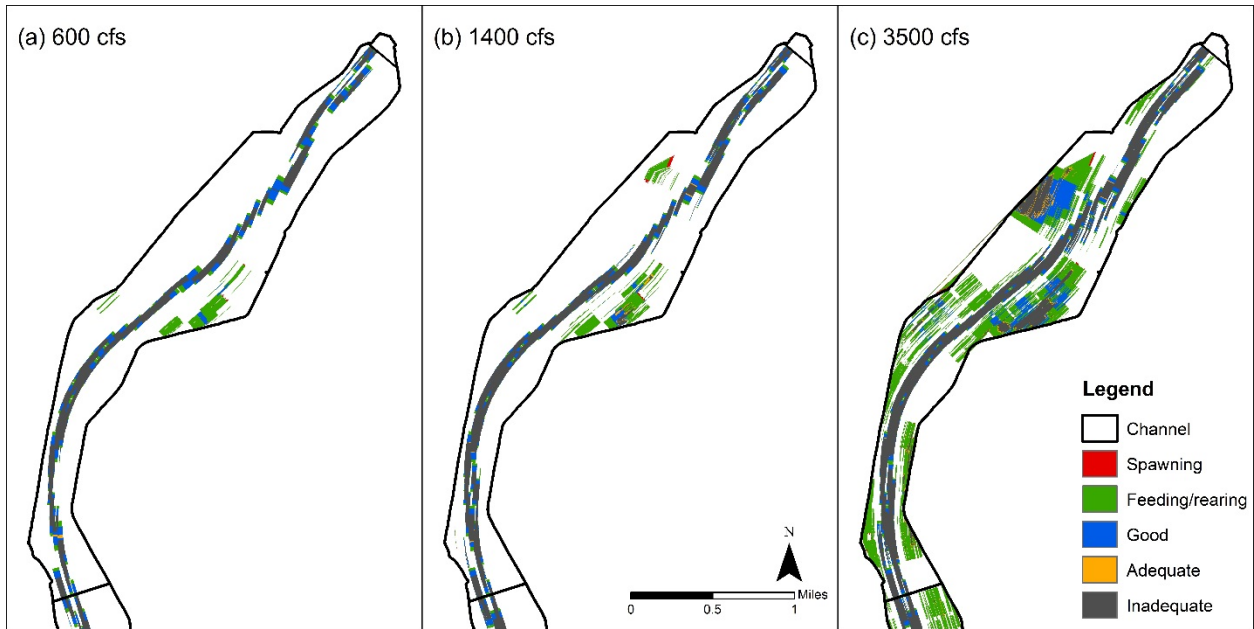 (a) 600 cfs
(b) 1400 cfs
(c) 3500 cfs
N
0 0.5 1 Miles
Legend
Channel
Spawning
Feeding/rearing
Good
Adequate
Inadequate